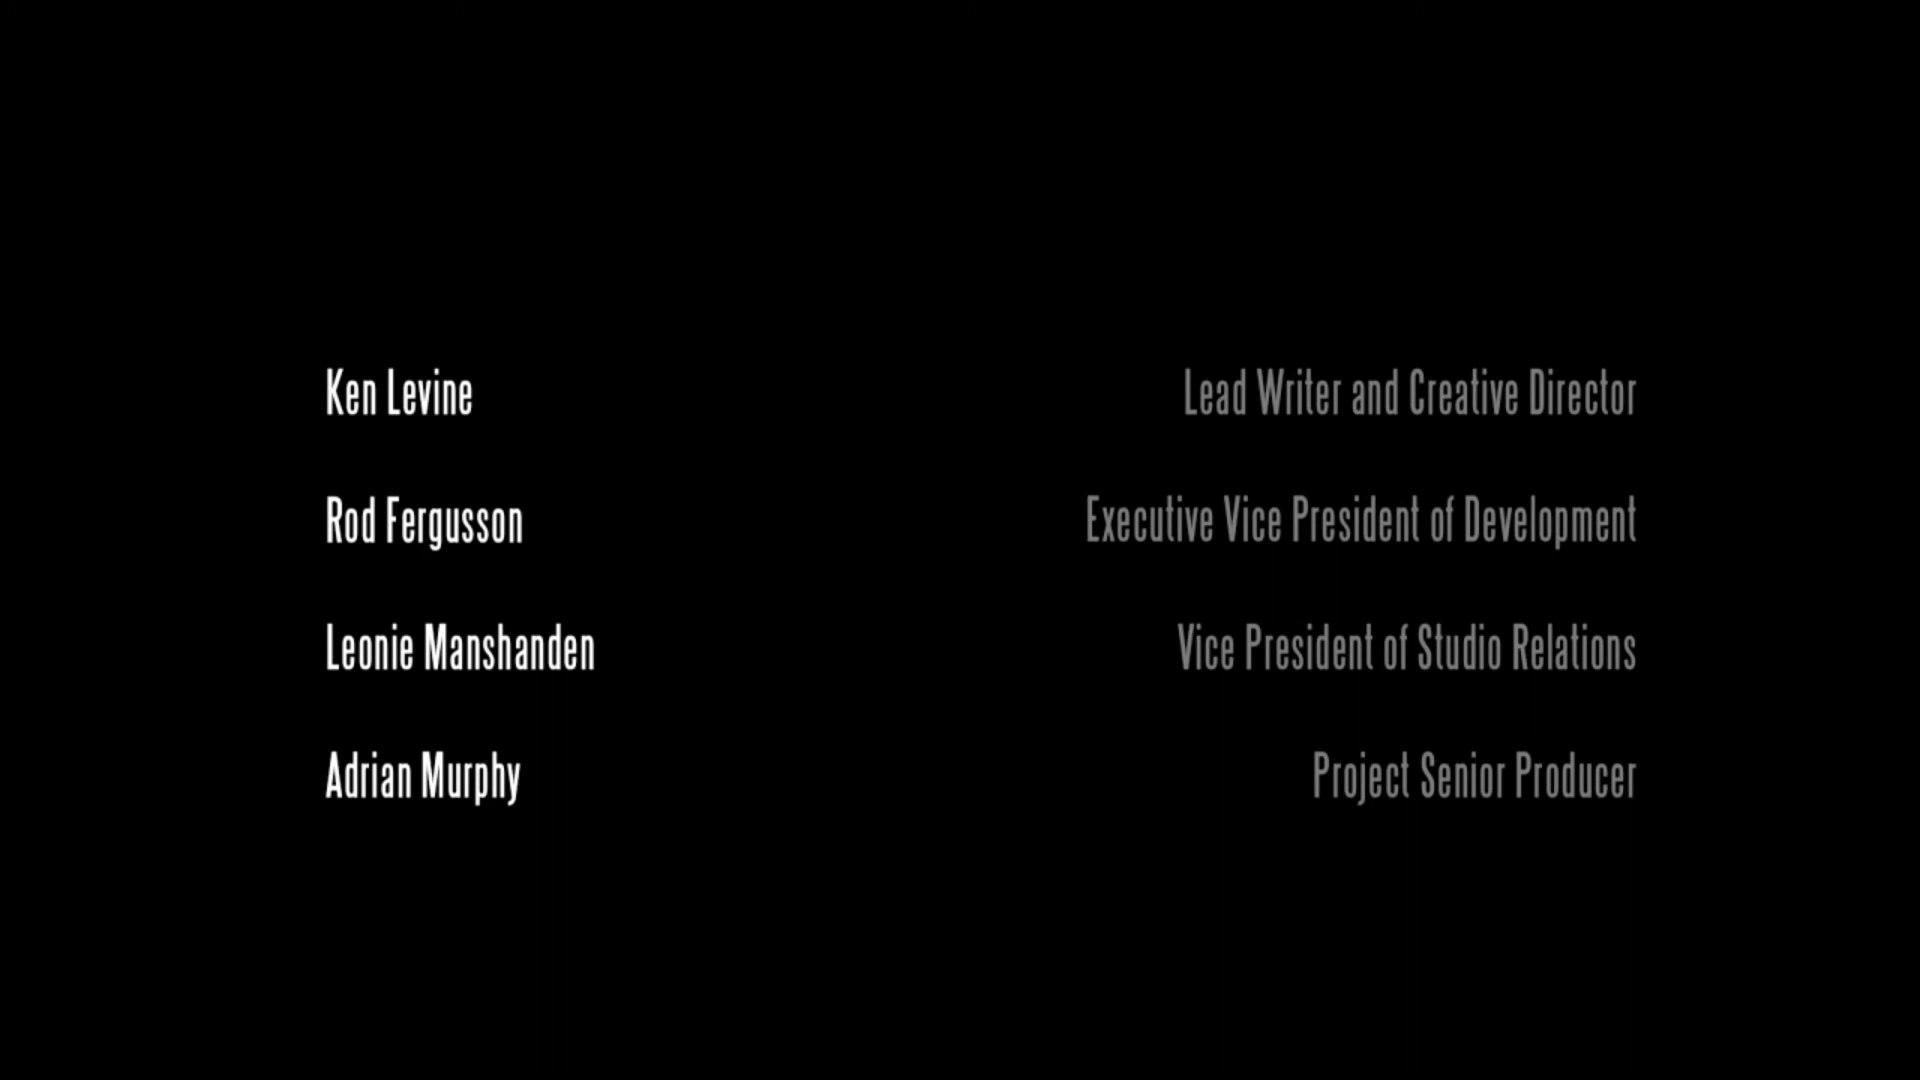 Ken Levine Lead Writer and Creative Director
Rod Fergusson Executive Vice President of Development
Leonie Manshanden Vice President of Studio Relations
Adrian Murphy Project Senior Producer